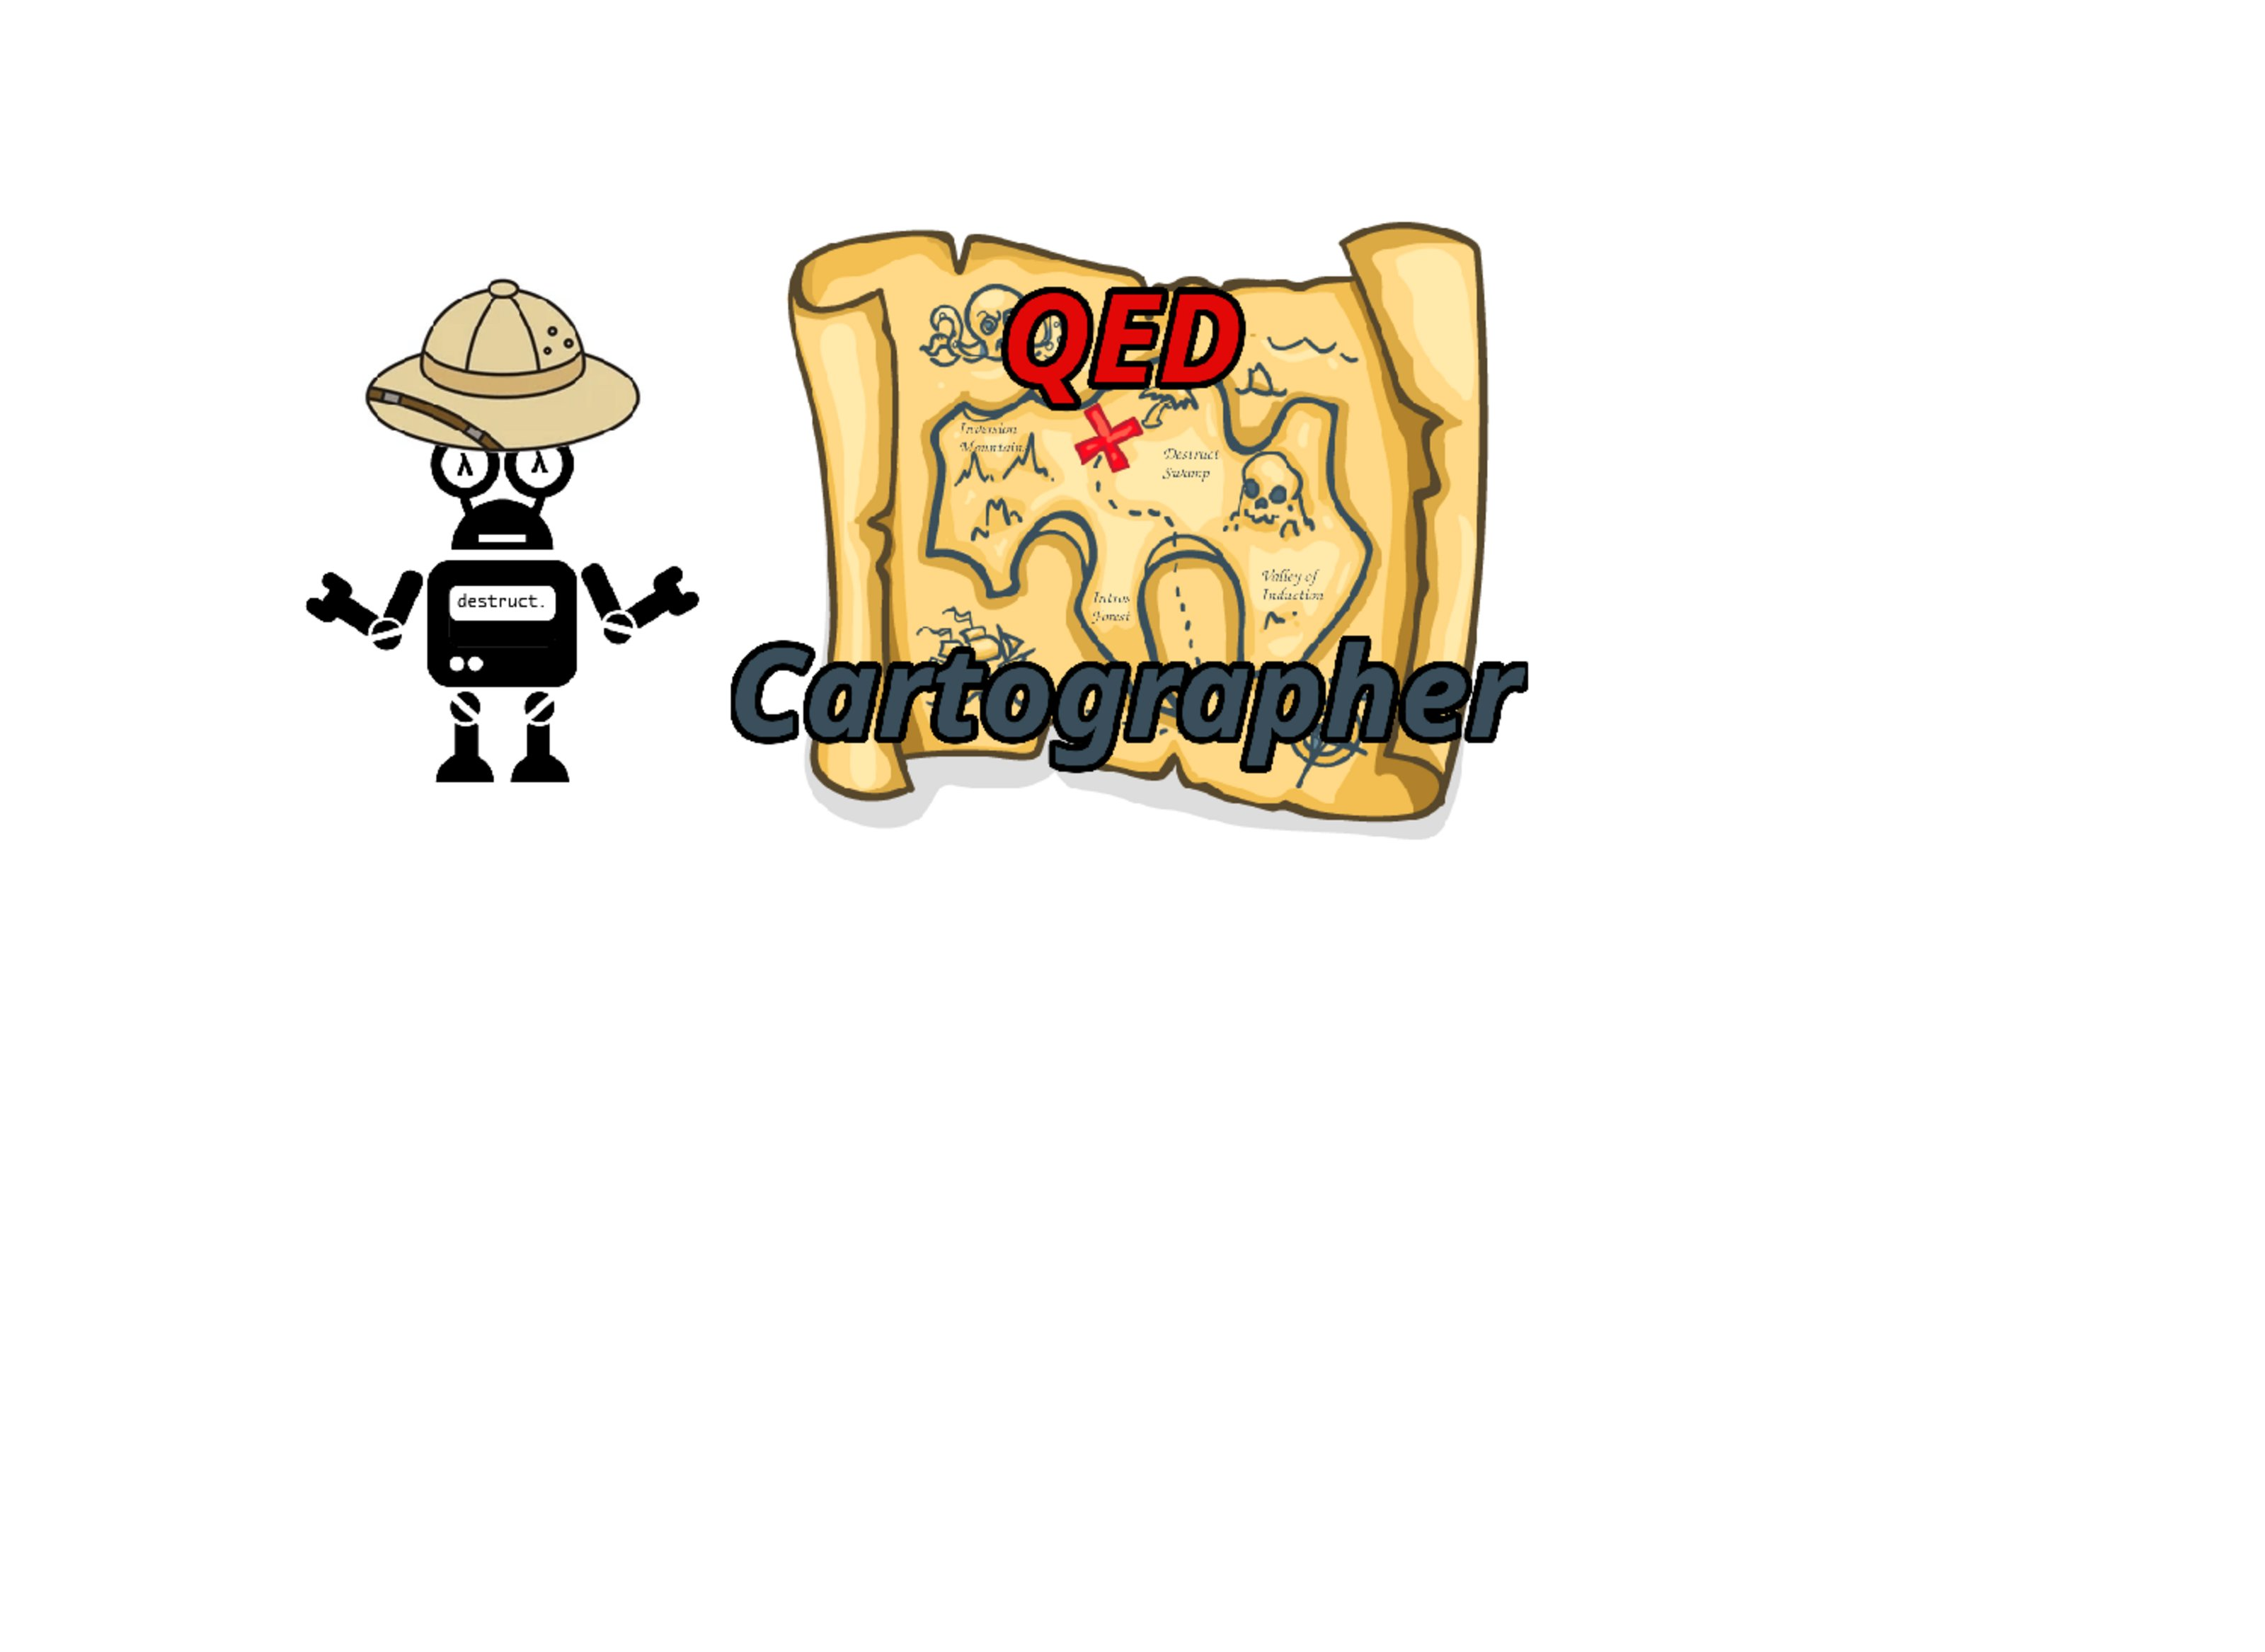 QED
Inversion
Mountain
Destruct
Swamp
λ λ
destruct.
Valley of
Induction
Intros
Forest
Cartographer